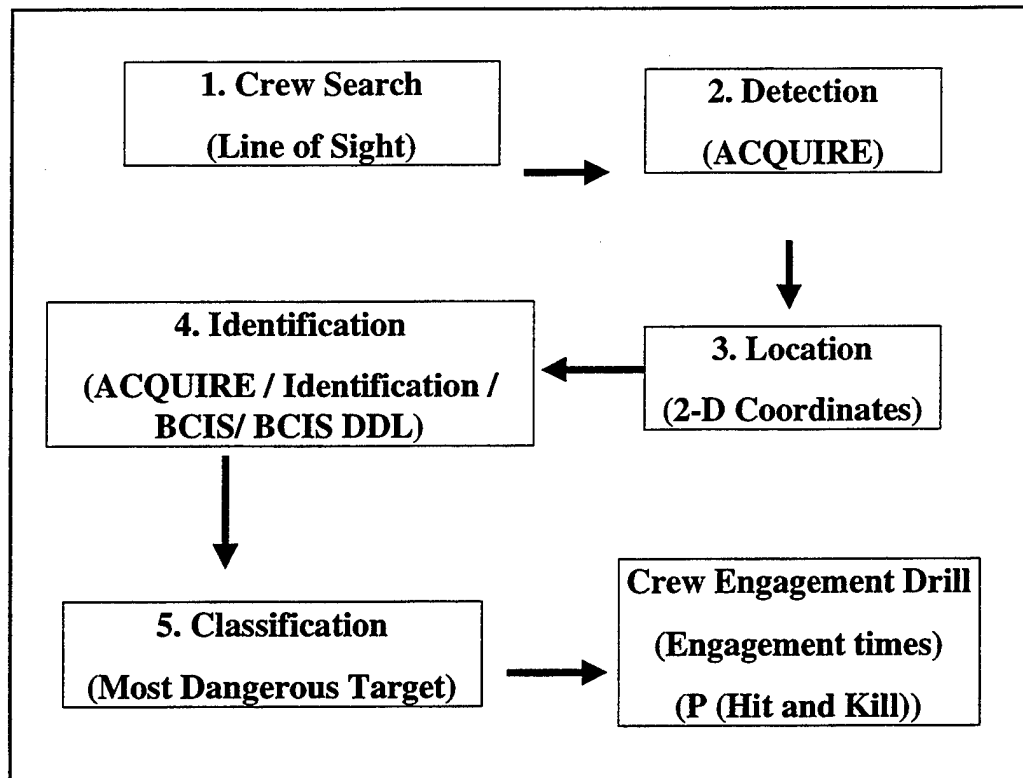 1. Crew Search
(Line of Sight)
2. Detection
(ACQUIRE)
3. Location
(2-D Coordinates)
4. Identification
(ACQUIRE / Identification /
BCIS/ BCIS DDL)
5. Classification
(Most Dangerous Target)
Crew Engagement Drill
(Engagement times)
(P (Hit and Kill))